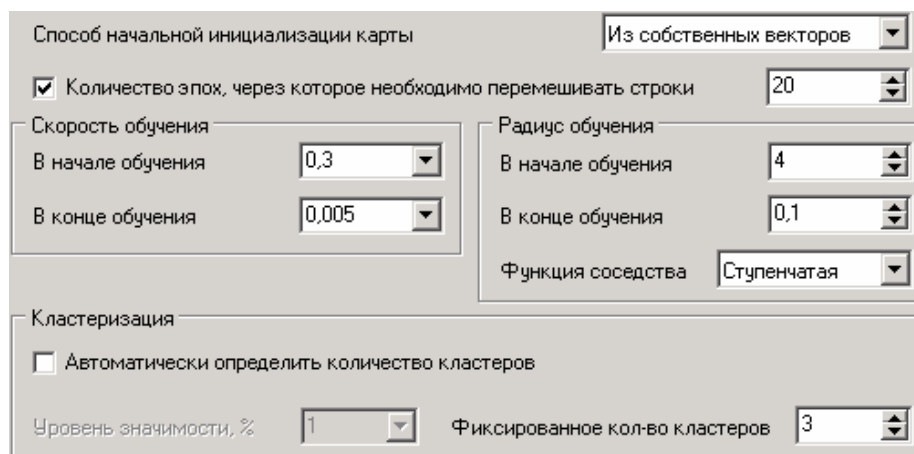 Способ начальной инициализации карты Из собственных векторов
Количество эпох, через которое необходимо перемешивать строки 20
Скорость обучения
В начале обучения 0,3
В конце обучения 0,005
Радиус обучения
В начале обучения 4
В конце обучения 0,1
Функция соседства Ступенчатая
Кластеризация
Автоматически определить количество кластеров
Уровень значимости, % 1 Фиксированное кол-во кластеров 3